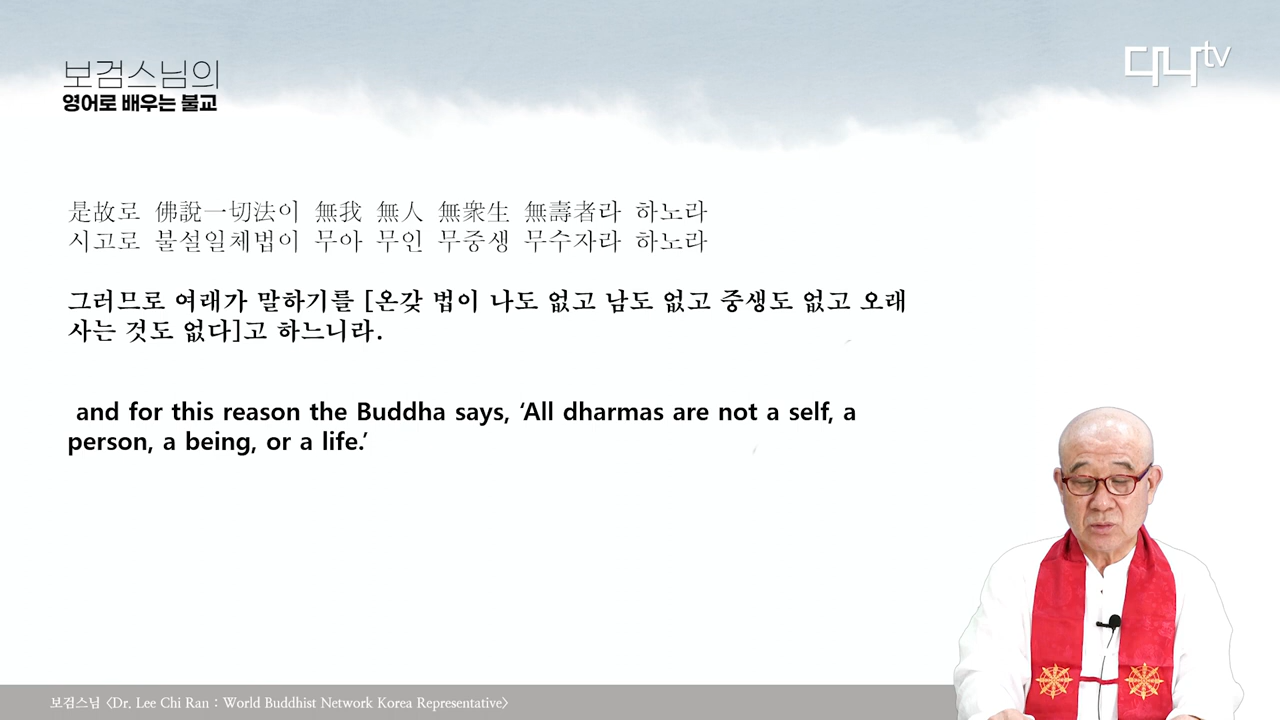 보검스님의
영어로 배우는 불교
디나tv
是故로 佛說一切法이 無我 無人 無衆生 無壽者라 하노라
시고로 불설일체법이 무아 무인 무중생 무수자라 하노라
그러므로 여래가 말하기를 [온갖 법이 나도 없고 남도 없고 중생도 없고 오래
사는 것도 없다]고 하느니라.
and for this reason the Buddha says, ‘All dharmas are not a self, a
person, a being, or a life.’
보검스님 <Dr. Lee Chi Ran : World Buddhist Network Korea Representative>